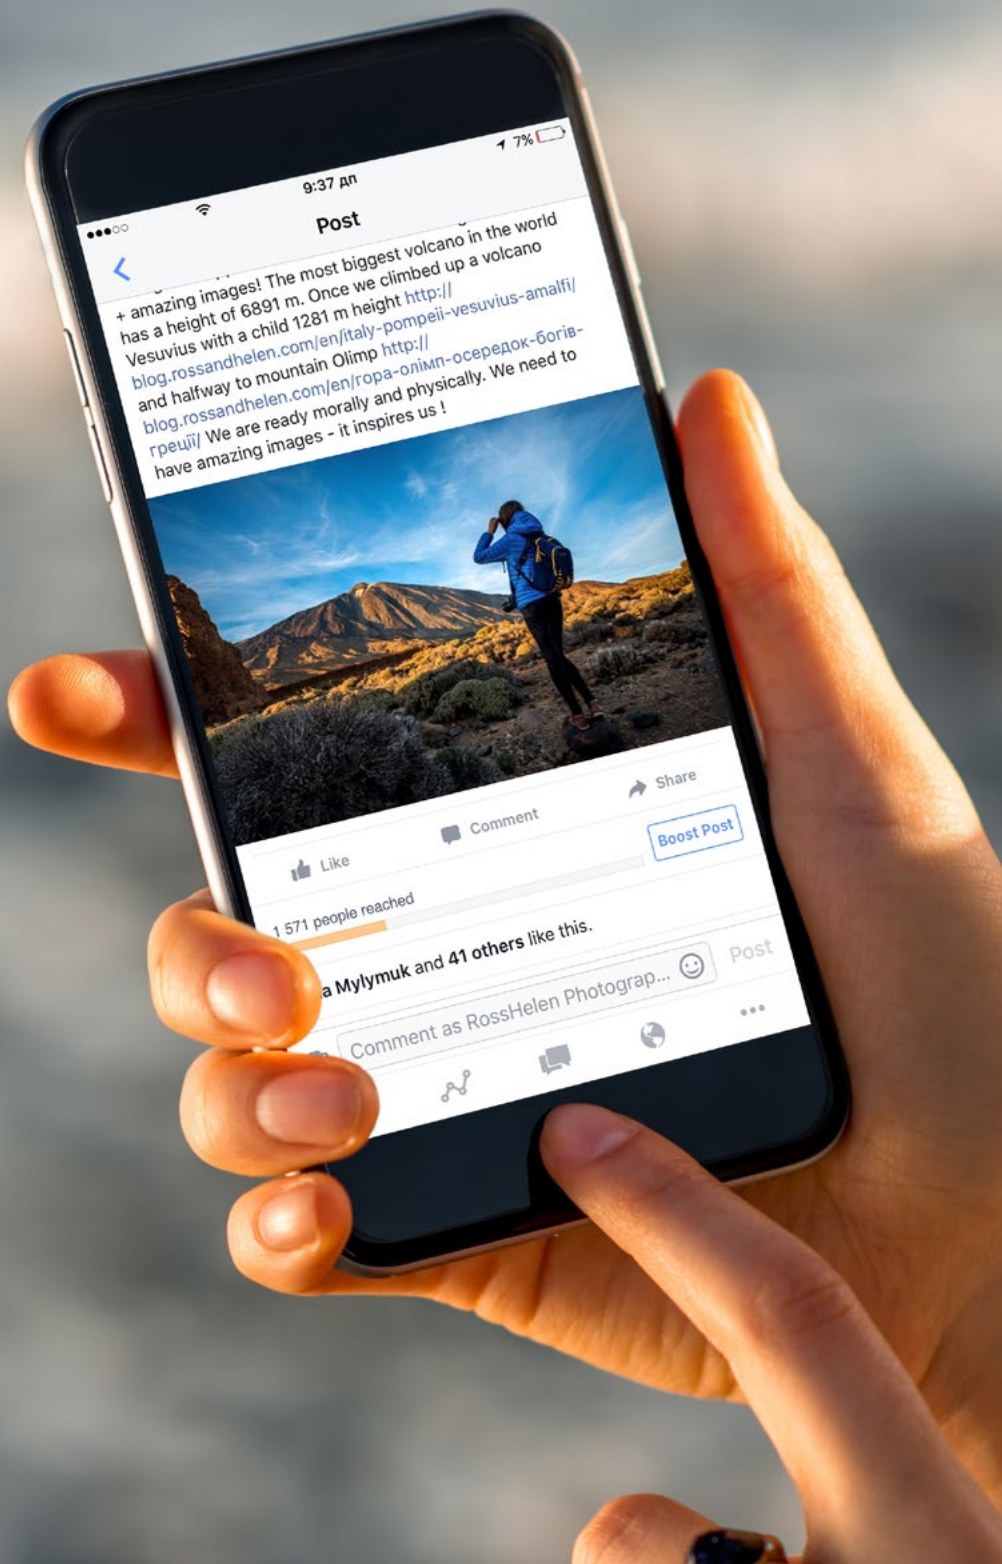 7%
9:37 дп
Post
+ amazing images! The most biggest volcano in the world
has a height of 6891 m. Once we climbed up a volcano
Vesuvius with a child 1281 m height http://
blog.rossandhelen.com/en/italy-pompeii-vesuvius-amalfi/
and halfway to mountain Olimp http://
blog.rossandhelen.com/en/гора-олімп-осередок-богів-
греції/ We are ready morally and physically. We need to
have amazing images - it inspires us !
Like
Comment
Share
1 571 people reached
Boost Post
a Mylymuk and 41 others like this.
Comment as RossHelen Photograp...
Post